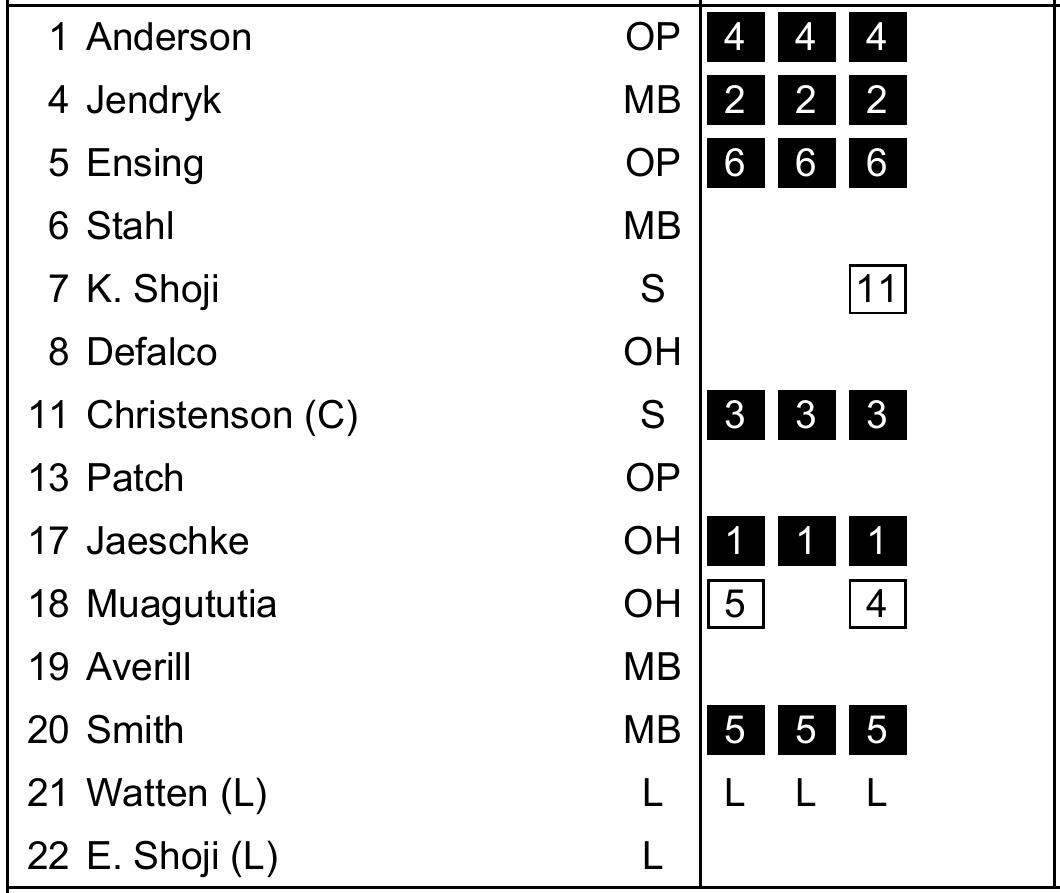 1 Anderson OP 4 4 4
4 Jendryk MB 2 2 2
5 Ensing OP 6 6 6
6 Stahl MB
7 K. Shoji S 11
8 Defalco OH
11 Christenson (C) S 3 3 3
13 Patch OP
17 Jaeschke OH 1 1 1
18 Muagututia OH 5 4
19 Averill MB
20 Smith MB 5 5 5
21 Watten (L) L L L L
22 E. Shoji (L) L